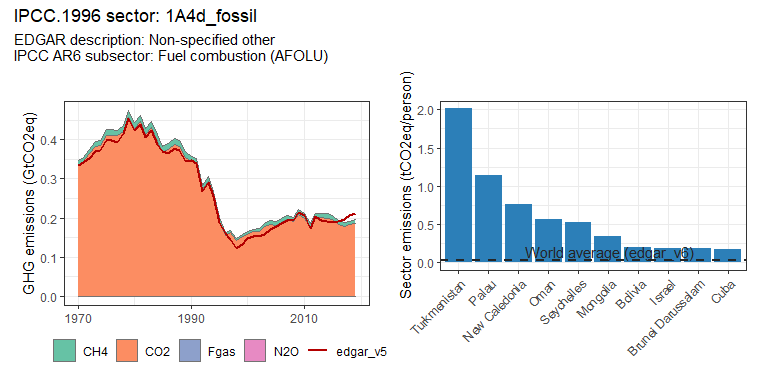 IPCC.1996 sector: 1A4d_fossil
EDGAR description: Non-specified other
IPCC AR6 subsector: Fuel combustion (AFOLU)
GHG emissions (GtCO2eq)
0.4
0.3
0.2
0.1
0.0
1970
1990
2010
CH4
CO2
Fgas
N2O
edgar_v5
Sector emissions (tCO2eq/person)
2.0
1.5
1.0
0.5
0.0
World average (edgar_v6)
Turkmenistan
Palau
New Caledonia
Oman
Seychelles
Mongolia
Bolivia
Israel
Brunei Darussalam
Cuba